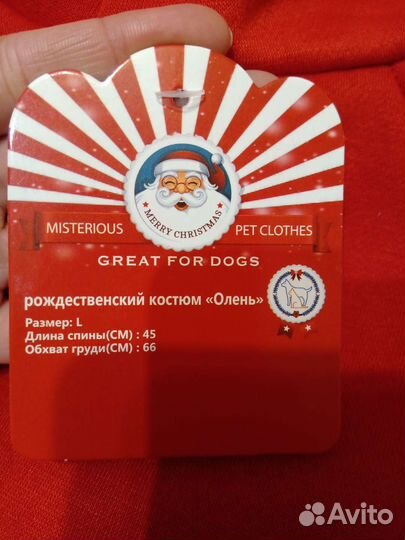 MERRY CHRISTMAS
MISTERIOUS PET CLOTHES
GREAT FOR DOGS
рождественский костюм «Олень»
Размер: L
Длина спины(СМ) : 45
Обхват груди(СМ) : 66
Avito